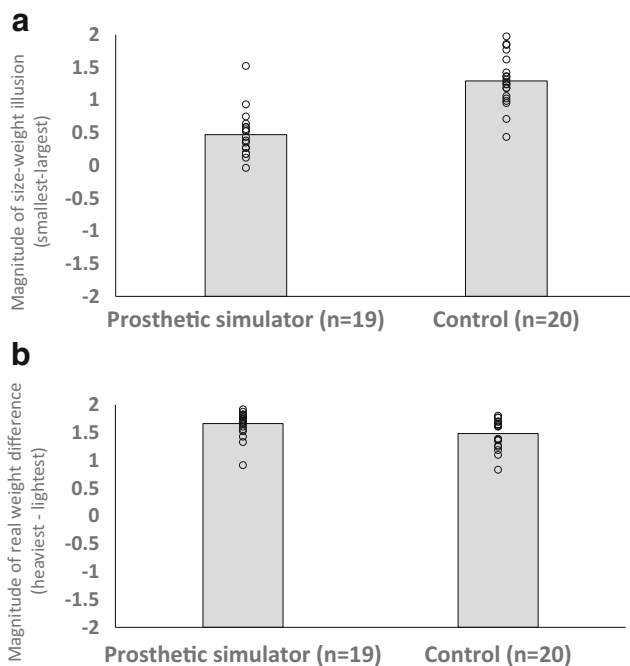 a
Magnitude of size-weight illusion
(smallest-largest)
2
1.5
1
0.5
0
-0.5
-1
-1.5
-2
Prosthetic simulator (n=19)
Control (n=20)
b
Magnitude of real weight difference
(heaviest - lightest)
2
1.5
1
0.5
0
-0.5
-1
-1.5
-2
Prosthetic simulator (n=19)
Control (n=20)